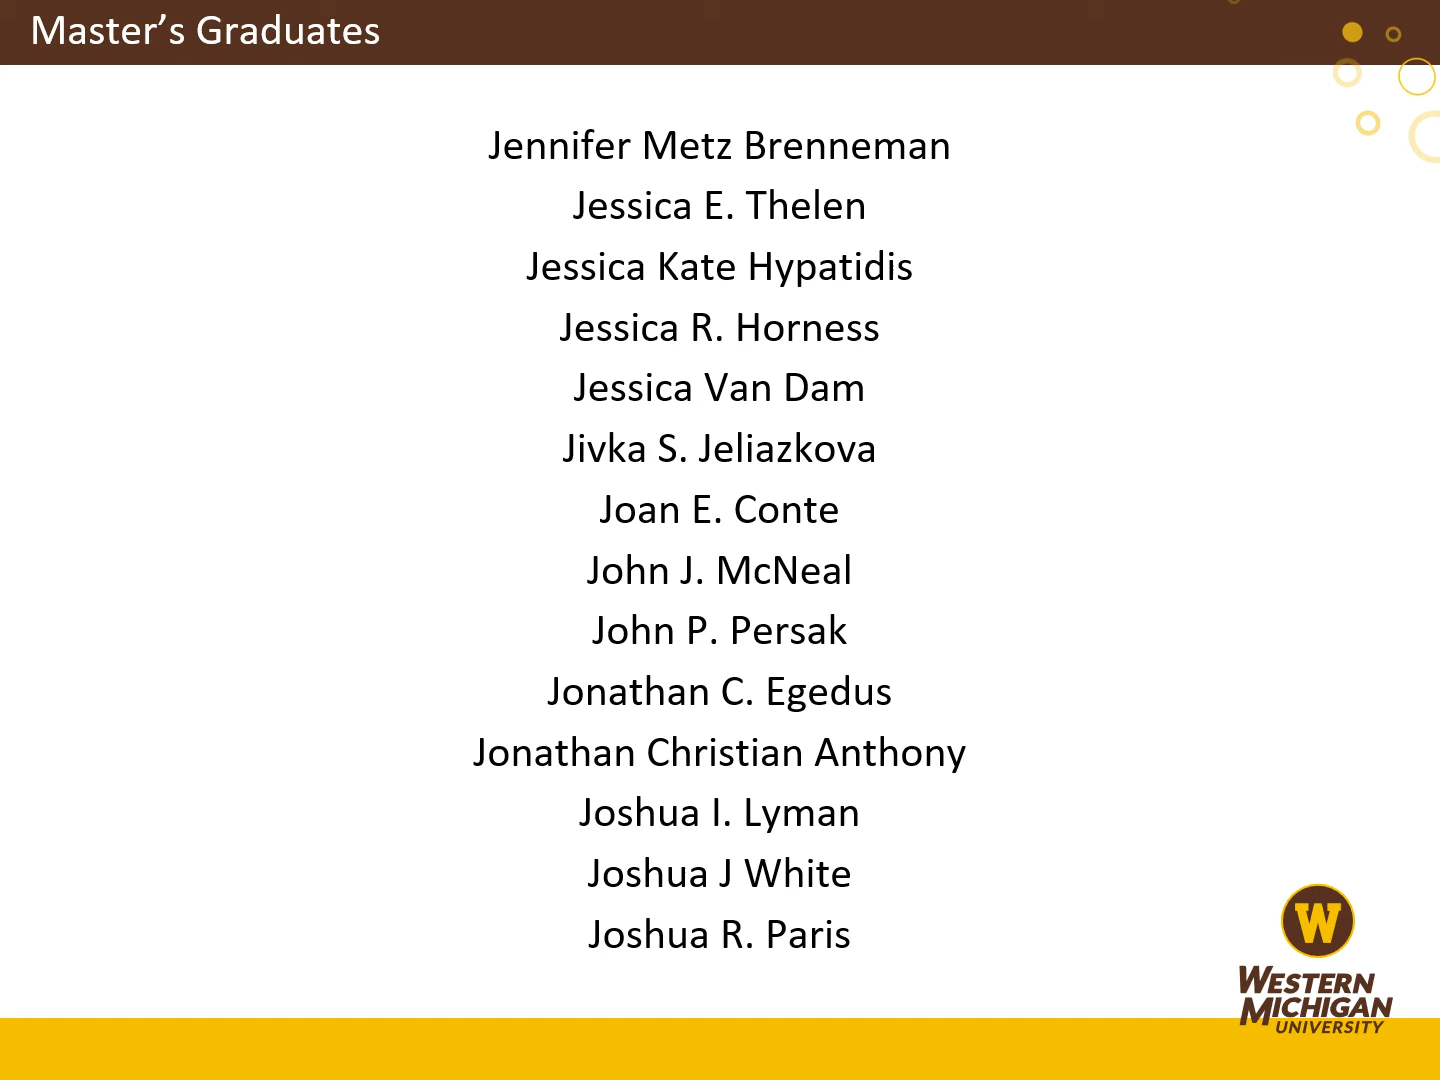 Master’s Graduates
Jennifer Metz Brenneman
Jessica E. Thelen
Jessica Kate Hypatidis
Jessica R. Horness
Jessica Van Dam
Jivka S. Jeliazkova
Joan E. Conte
John J. McNeal
John P. Persak
Jonathan C. Egedus
Jonathan Christian Anthony
Joshua I. Lyman
Joshua J White
Joshua R. Paris
W
WESTERN
MICHIGAN
UNIVERSITY